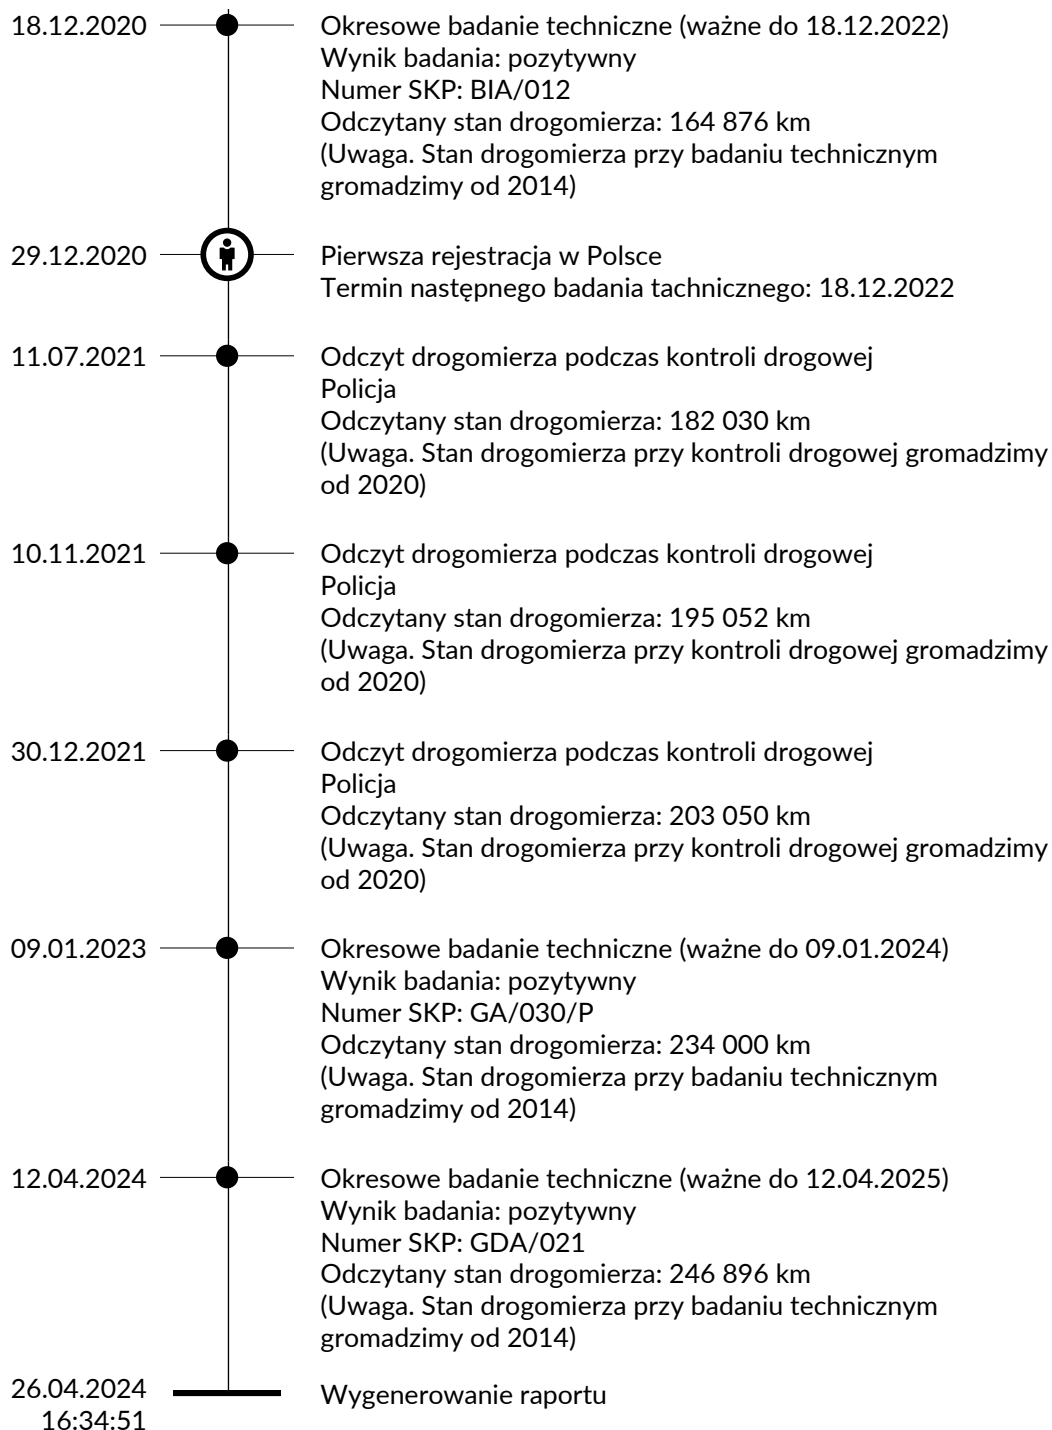 18.12.2020
Okresowe badanie techniczne (ważne do 18.12.2022)
Wynik badania: pozytywny
Numer SKP: BIA/012
Odczytany stan drogomierza: 164 876 km
(Uwaga. Stan drogomierza przy badaniu technicznym
gromadzimy od 2014)
29.12.2020
Pierwsza rejestracja w Polsce
Termin następnego badania tachnicznego: 18.12.2022
11.07.2021
Odczyt drogomierza podczas kontroli drogowej
Policja
Odczytany stan drogomierza: 182 030 km
(Uwaga. Stan drogomierza przy kontroli drogowej gromadzimy
od 2020)
10.11.2021
Odczyt drogomierza podczas kontroli drogowej
Policja
Odczytany stan drogomierza: 195 052 km
(Uwaga. Stan drogomierza przy kontroli drogowej gromadzimy
od 2020)
30.12.2021
Odczyt drogomierza podczas kontroli drogowej
Policja
Odczytany stan drogomierza: 203 050 km
(Uwaga. Stan drogomierza przy kontroli drogowej gromadzimy
od 2020)
09.01.2023
Okresowe badanie techniczne (ważne do 09.01.2024)
Wynik badania: pozytywny
Numer SKP: GA/030/P
Odczytany stan drogomierza: 234 000 km
(Uwaga. Stan drogomierza przy badaniu technicznym
gromadzimy od 2014)
12.04.2024
Okresowe badanie techniczne (ważne do 12.04.2025)
Wynik badania: pozytywny
Numer SKP: GDA/021
Odczytany stan drogomierza: 246 896 km
(Uwaga. Stan drogomierza przy badaniu technicznym
gromadzimy od 2014)
26.04.2024
16:34:51
Wygenerowanie raportu